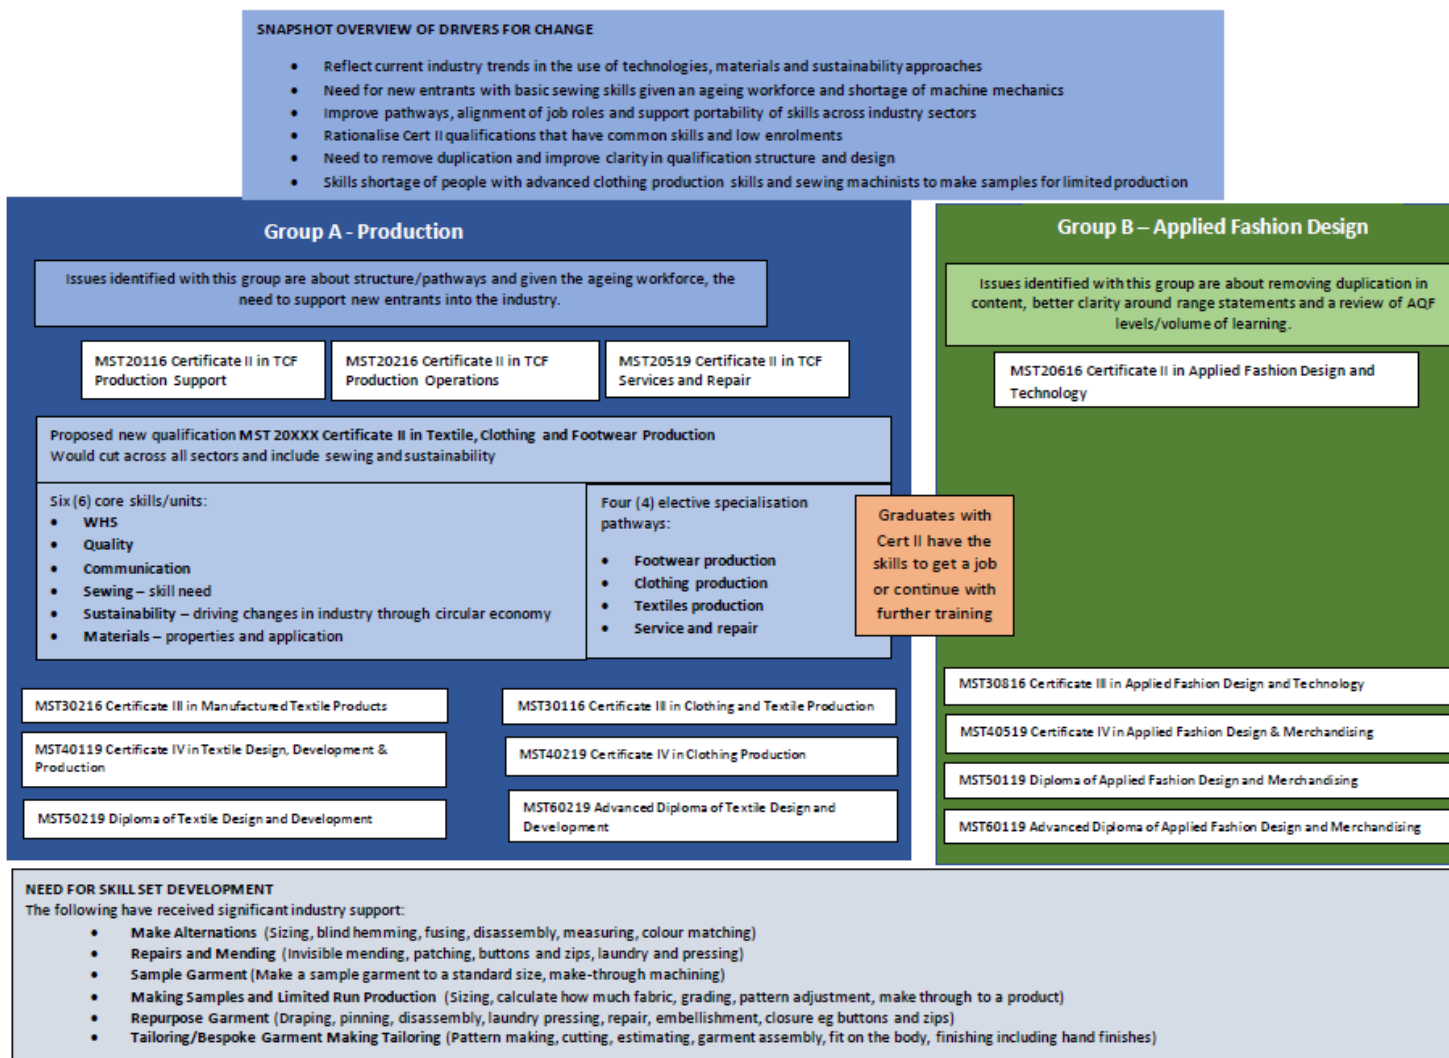 SNAPSHOT OVERVIEW OF DRIVERS FOR CHANGE
• Reflect current industry trends in the use of technologies, materials and sustainability approaches
• Need for new entrants with basic sewing skills given an ageing workforce and shortage of machine mechanics
• Improve pathways, alignment of job roles and support portability of skills across industry sectors
• Rationalise Cert II qualifications that have common skills and low enrolments
• Need to remove duplication and improve clarity in qualification structure and design
• Skills shortage of people with advanced clothing production skills and sewing machinists to make samples for limited production
Group A - Production
Issues identified with this group are about structure/pathways and given the ageing workforce, the
need to support new entrants into the industry.
MST20116 Certificate II in TCF
Production Support
MST20216 Certificate II in TCF
Production Operations
MST20519 Certificate II in TCF
Services and Repair
Proposed new qualification MST 20XXX Certificate II in Textile, Clothing and Footwear Production
Would cut across all sectors and include sewing and sustainability
Six (6) core skills/units:
• WHS
• Quality
• Communication
• Sewing – skill need
• Sustainability – driving changes in industry through circular economy
• Materials – properties and application
Four (4) elective specialisation
pathways:
• Footwear production
• Clothing production
• Textiles production
• Service and repair
Graduates with
Cert II have the
skills to get a job
or continue with
further training
MST30216 Certificate III in Manufactured Textile Products
MST40119 Certificate IV in Textile Design, Development &
Production
MST50219 Diploma of Textile Design and Development
MST30116 Certificate III in Clothing and Textile Production
MST40219 Certificate IV in Clothing Production
MST60219 Advanced Diploma of Textile Design and
Development
Group B – Applied Fashion Design
Issues identified with this group are about removing duplication in
content, better clarity around range statements and a review of AQF
levels/volume of learning.
MST20616 Certificate II in Applied Fashion Design and
Technology
MST30816 Certificate III in Applied Fashion Design and Technology
MST40519 Certificate IV in Applied Fashion Design & Merchandising
MST50119 Diploma of Applied Fashion Design and Merchandising
MST60119 Advanced Diploma of Applied Fashion Design and Merchandising
NEED FOR SKILL SET DEVELOPMENT
The following have received significant industry support:
• Make Alternations (Sizing, blind hemming, fusing, disassembly, measuring, colour matching)
• Repairs and Mending (Invisible mending, patching, buttons and zips, laundry and pressing)
• Sample Garment (Make a sample garment to a standard size, make-through machining)
• Making Samples and Limited Run Production (Sizing, calculate how much fabric, grading, pattern adjustment, make through to a product)
• Repurpose Garment (Draping, pinning, disassembly, laundry pressing, repair, embellishment, closure eg buttons and zips)
• Tailoring/Bespoke Garment Making Tailoring (Pattern making, cutting, estimating, garment assembly, fit on the body, finishing including hand finishes)